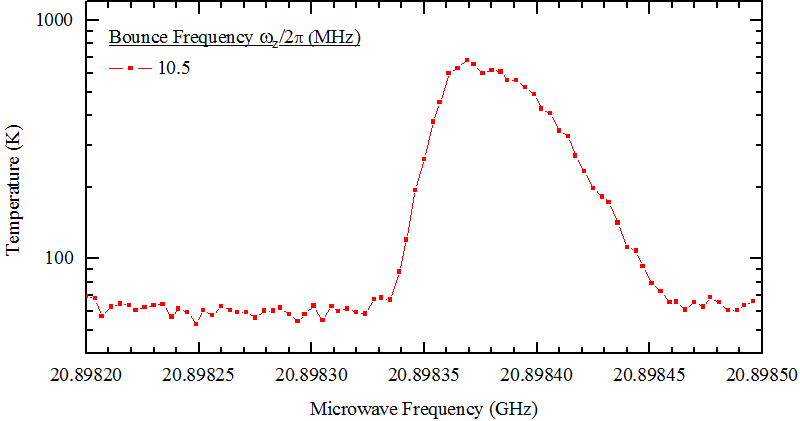 1000
Bounce Frequency ω_z/2π (MHz)
10.5
Temperature (K)
100
20.89820 20.89825 20.89830 20.89835 20.89840 20.89845 20.89850
Microwave Frequency (GHz)